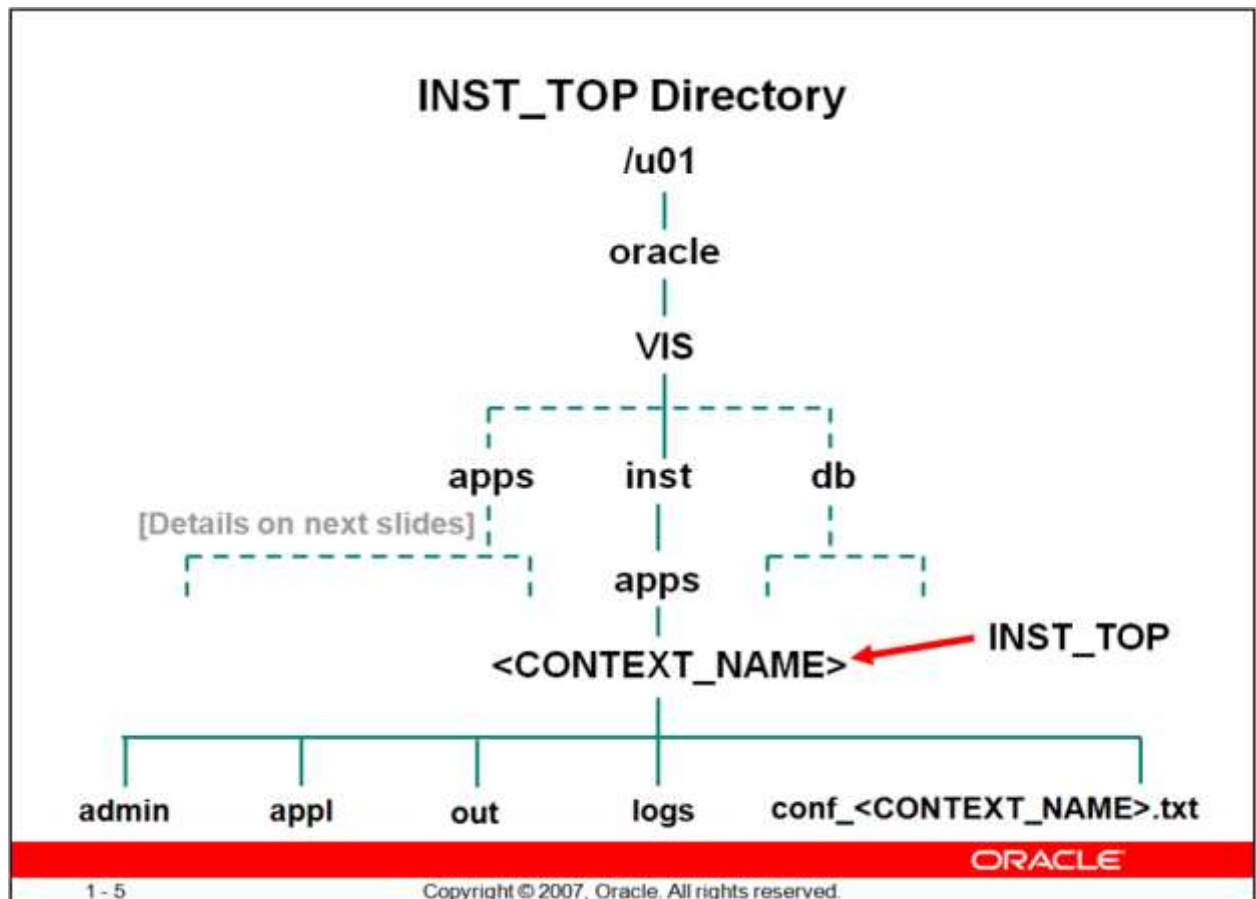 INST_TOP Directory
/u01
oracle
VIS
apps inst db
[Details on next slides]
apps
INST_TOP
<CONTEXT_NAME>
admin appl out logs conf_<CONTEXT_NAME>.txt
ORACLE
1 - 5 Copyright © 2007, Oracle. All rights reserved.